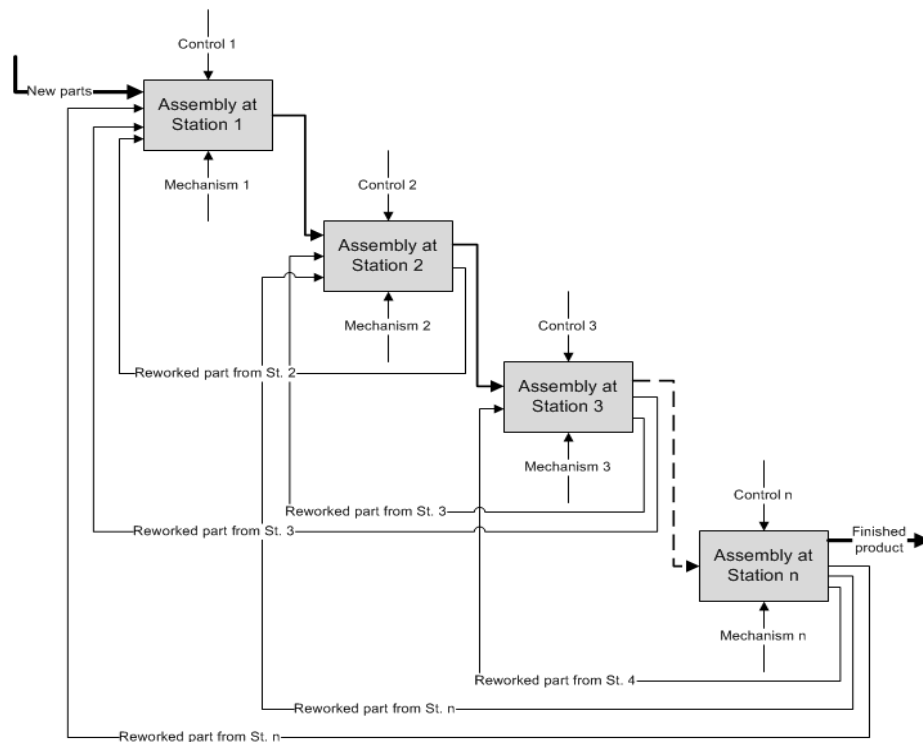 Control 1
New parts
Assembly at
Station 1
Mechanism 1
Control 2
Assembly at
Station 2
Mechanism 2
Control 3
Reworked part from St. 2
Assembly at
Station 3
Mechanism 3
Control n
Reworked part from St. 3
Reworked part from St. 3
Finished
product
Assembly at
Station n
Mechanism n
Reworked part from St. 4
Reworked part from St. n
Reworked part from St. n